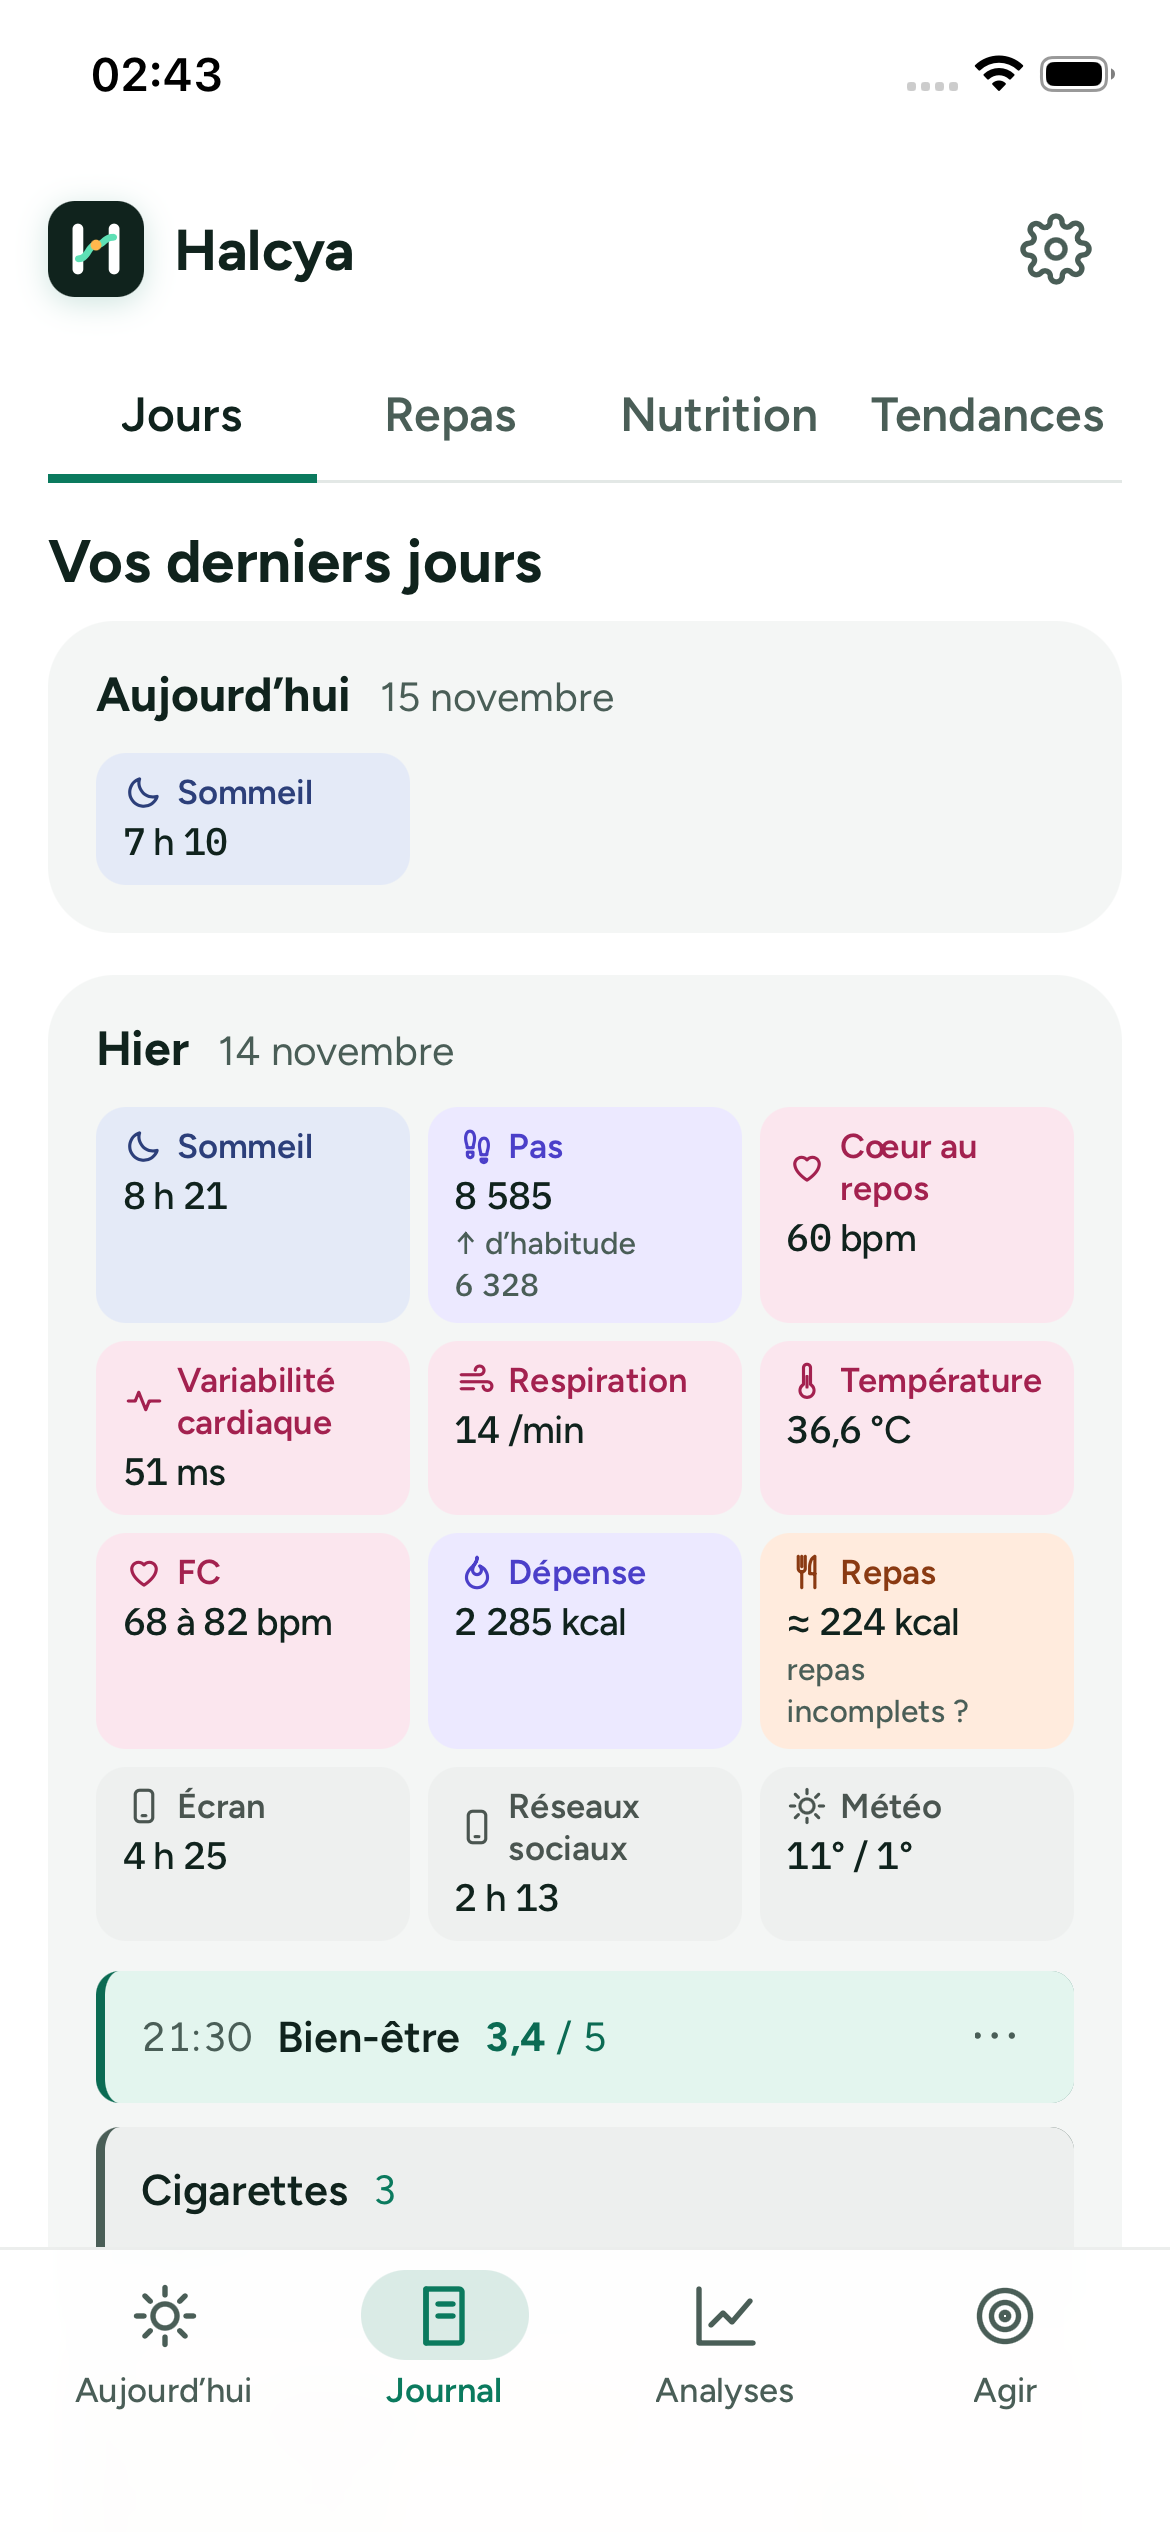 02:43
Halcya
Jours Repas Nutrition Tendances
Vos derniers jours
Aujourd’hui 15 novembre
Sommeil
7 h 10
Hier 14 novembre
Sommeil
8 h 21
Pas
8 585
↑ d’habitude
6 328
Cœur au
repos
60 bpm
Variabilité
cardiaque
51 ms
Respiration
14 /min
Température
36,6 °C
FC
68 à 82 bpm
Dépense
2 285 kcal
Repas
≈ 224 kcal
repas
incomplets ?
Écran
4 h 25
Réseaux
sociaux
2 h 13
Météo
11° / 1°
21:30 Bien-être 3,4 / 5
Cigarettes 3
Aujourd’hui Journal Analyses Agir